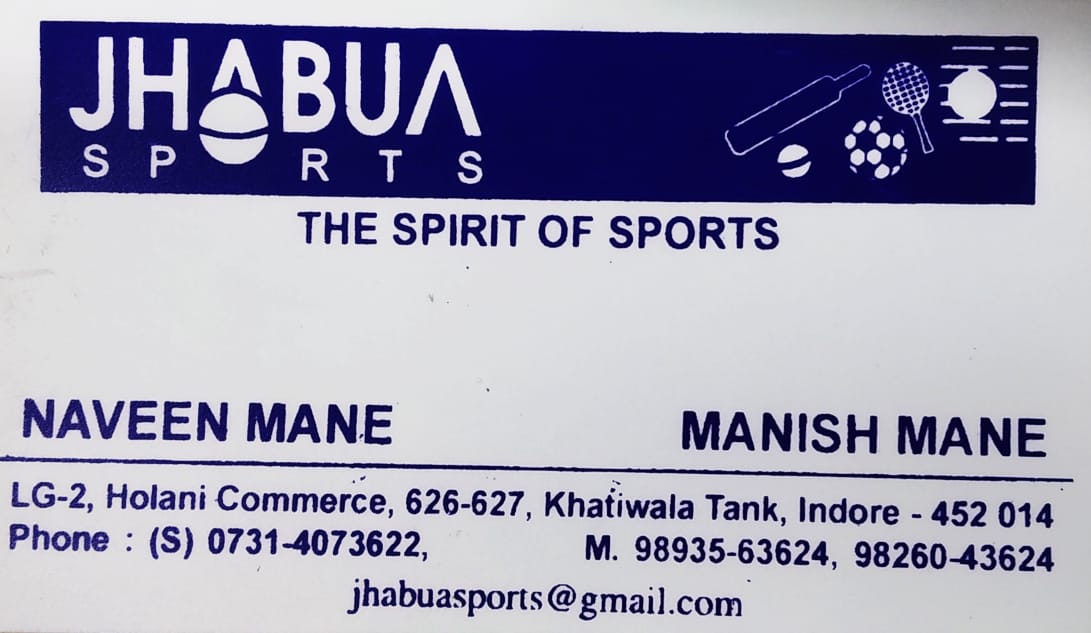 JHABUA
SPORTS
THE SPIRIT OF SPORTS
NAVEEN MANE
MANISH MANE
LG-2, Holani Commerce, 626-627, Khatiwala Tank, Indore - 452 014
Phone : (S) 0731-4073622, M. 98935-63624, 98260-43624
jhabuasports@gmail.com